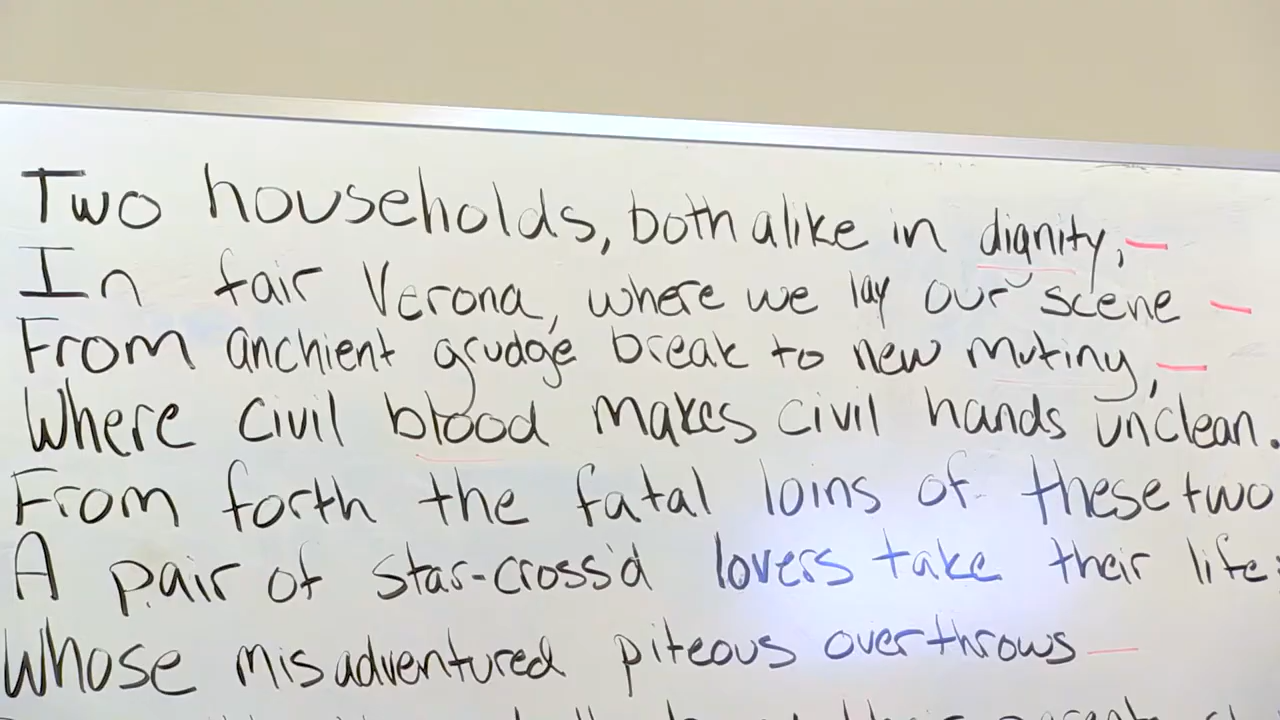 Two households, both alike in dignity,
In fair Verona, where we lay our scene
From anchient grudge break to new mutiny,
Where civil blood makes civil hands unclean.
From forth the fatal loins of these two
A pair of star-cross'd lovers take their life:
Whose misadventured piteous overthrows